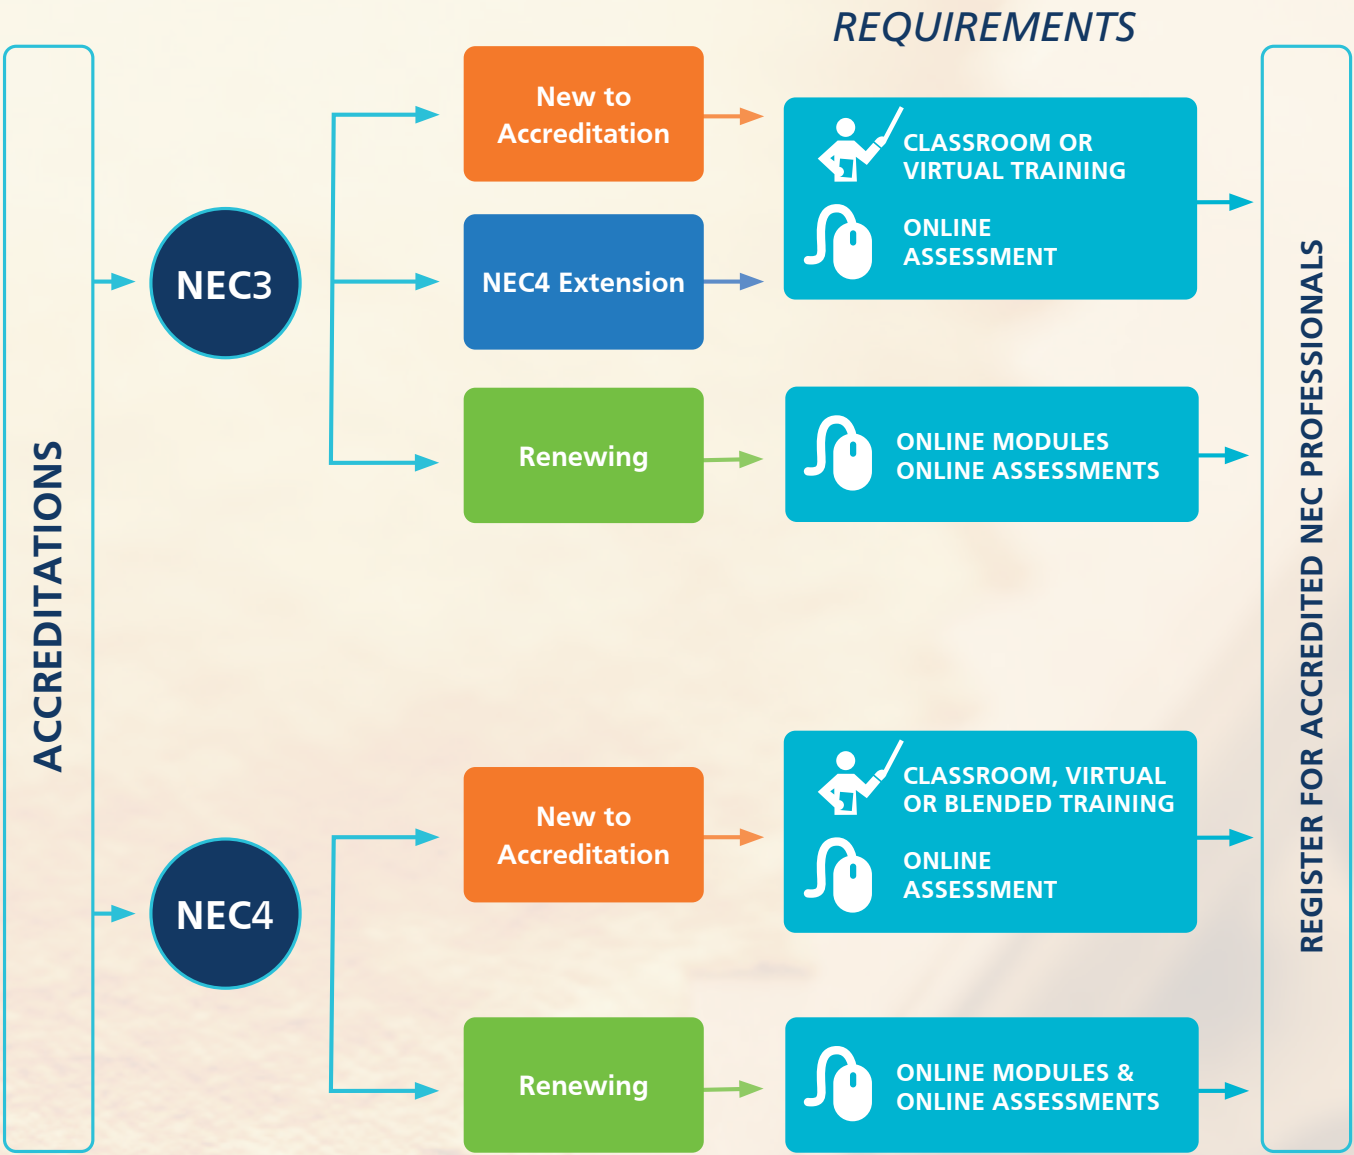 REQUIREMENTS
ACCREDITATIONS
NEC3
New to
Accreditation
CLASSROOM OR
VIRTUAL TRAINING
ONLINE
ASSESSMENT
NEC4 Extension
Renewing
ONLINE MODULES
ONLINE ASSESSMENTS
NEC4
New to
Accreditation
CLASSROOM, VIRTUAL
OR BLENDED TRAINING
ONLINE
ASSESSMENT
Renewing
ONLINE MODULES &
ONLINE ASSESSMENTS
REGISTER FOR ACCREDITED NEC PROFESSIONALS